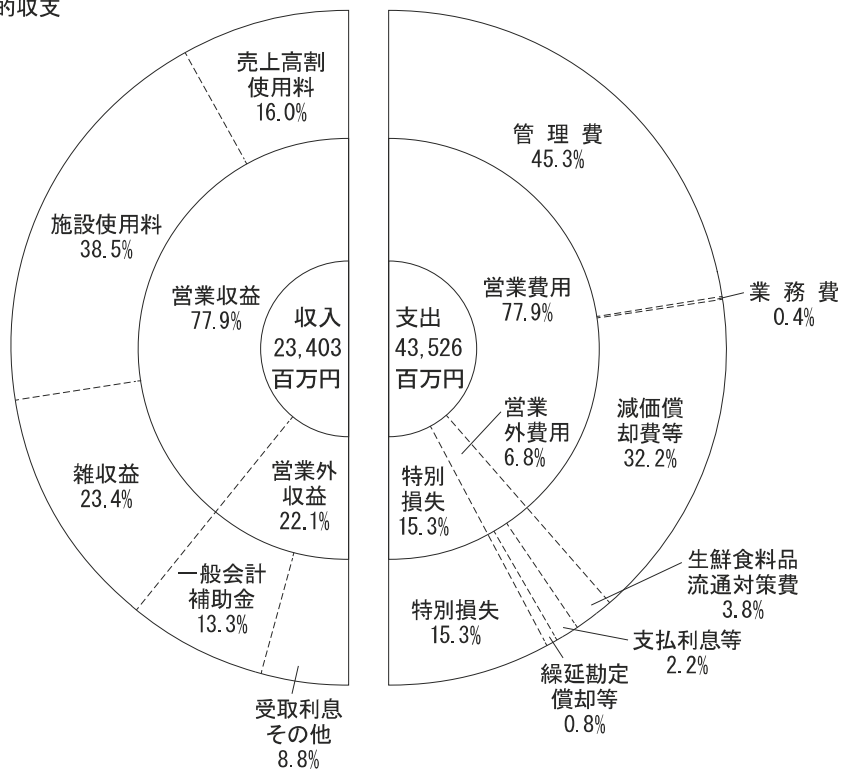 的収支
売上高割
使用料
16.0%
施設使用料
38.5%
営業収益
77.9%
収入
23,403
百万円
雑収益
23.4%
営業外
収益
22.1%
一般会計
補助金
13.3%
受取利息
その他
8.8%
管 理 費
45.3%
営業費用
77.9%
支出
43,526
百万円
業 務 費
0.4%
営業
外費用
6.8%
減価償
却費等
32.2%
特別
損失
15.3%
生鮮食料品
流通対策費
3.8%
特別損失
15.3%
支払利息等
2.2%
繰延勘定
償却等
0.8%